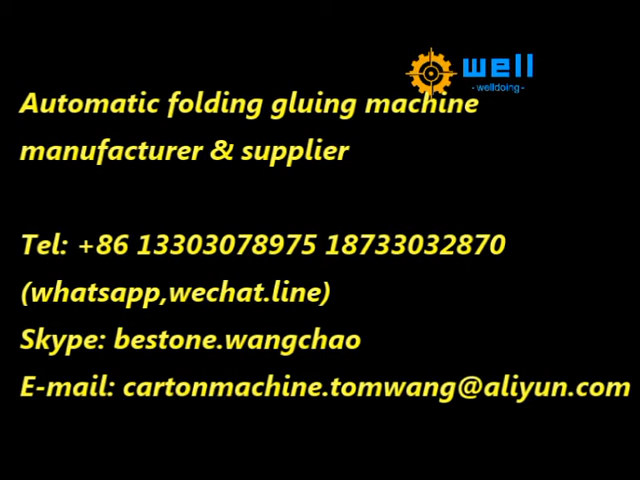 well
- welldoing -
Automatic folding gluing machine
manufacturer & supplier
Tel: +86 13303078975 18733032870
(whatsapp,wechat.line)
Skype: bestone.wangchao
E-mail: cartonmachine.tomwang@aliyun.com